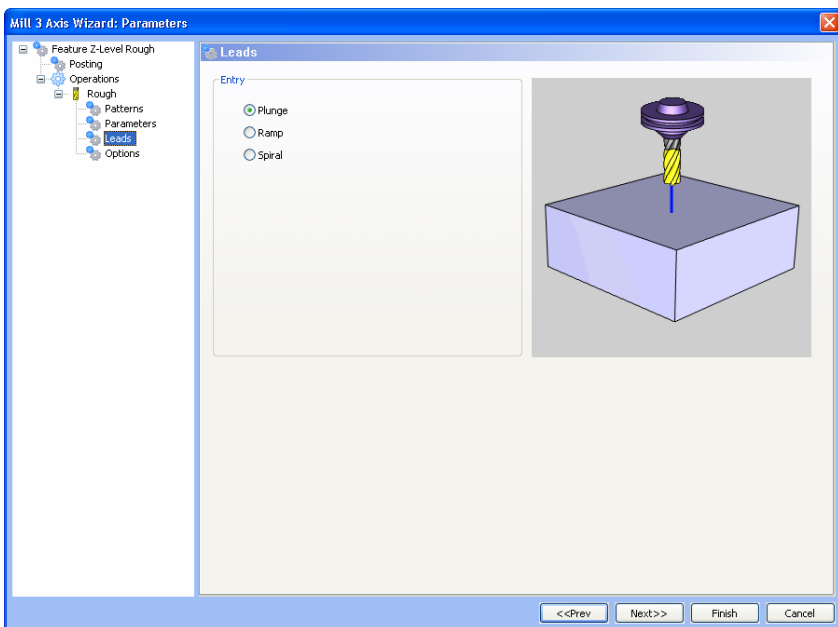 Mill 3 Axis Wizard: Parameters
Feature Z-Level Rough
Posting
Operations
Rough
Patterns
Parameters
Leads
Options
Leads
Entry
Plunge
Ramp
Spiral
<<Prev
Next>>
Finish
Cancel